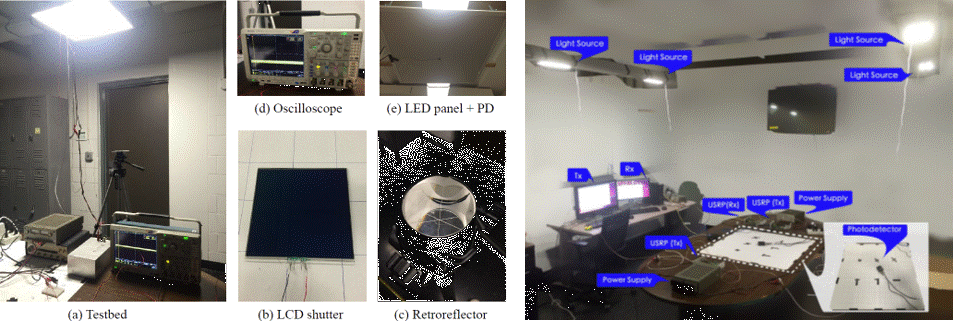 (d) Oscilloscope
(e) LED panel + PD
(a) Testbed
(b) LCD shutter
(c) Retroreflector
Light Source
Light Source
Light Source
Light Source
Tx
Rx
USRP(Rx)
USRP (Tx)
Power Supply
USRP (Tx)
Power Supply
Photodetector